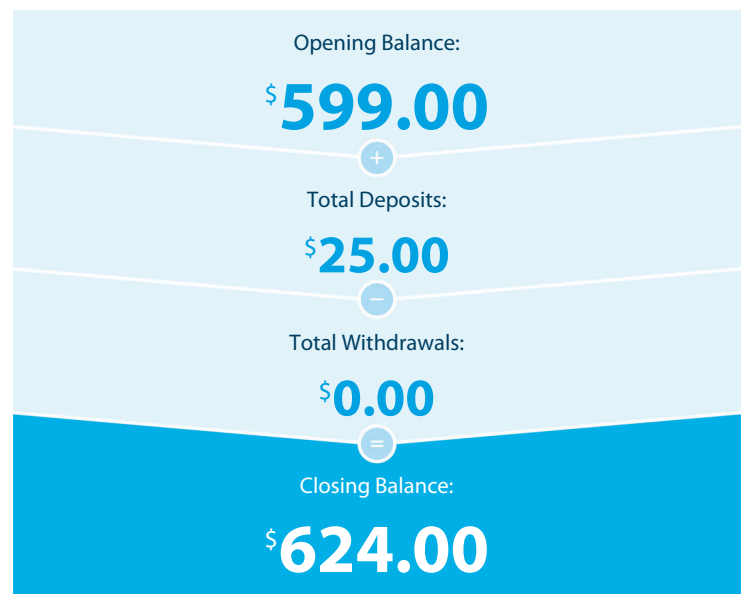 Opening Balance:
$599.00
+
Total Deposits:
$25.00
−
Total Withdrawals:
$0.00
=
Closing Balance:
$624.00